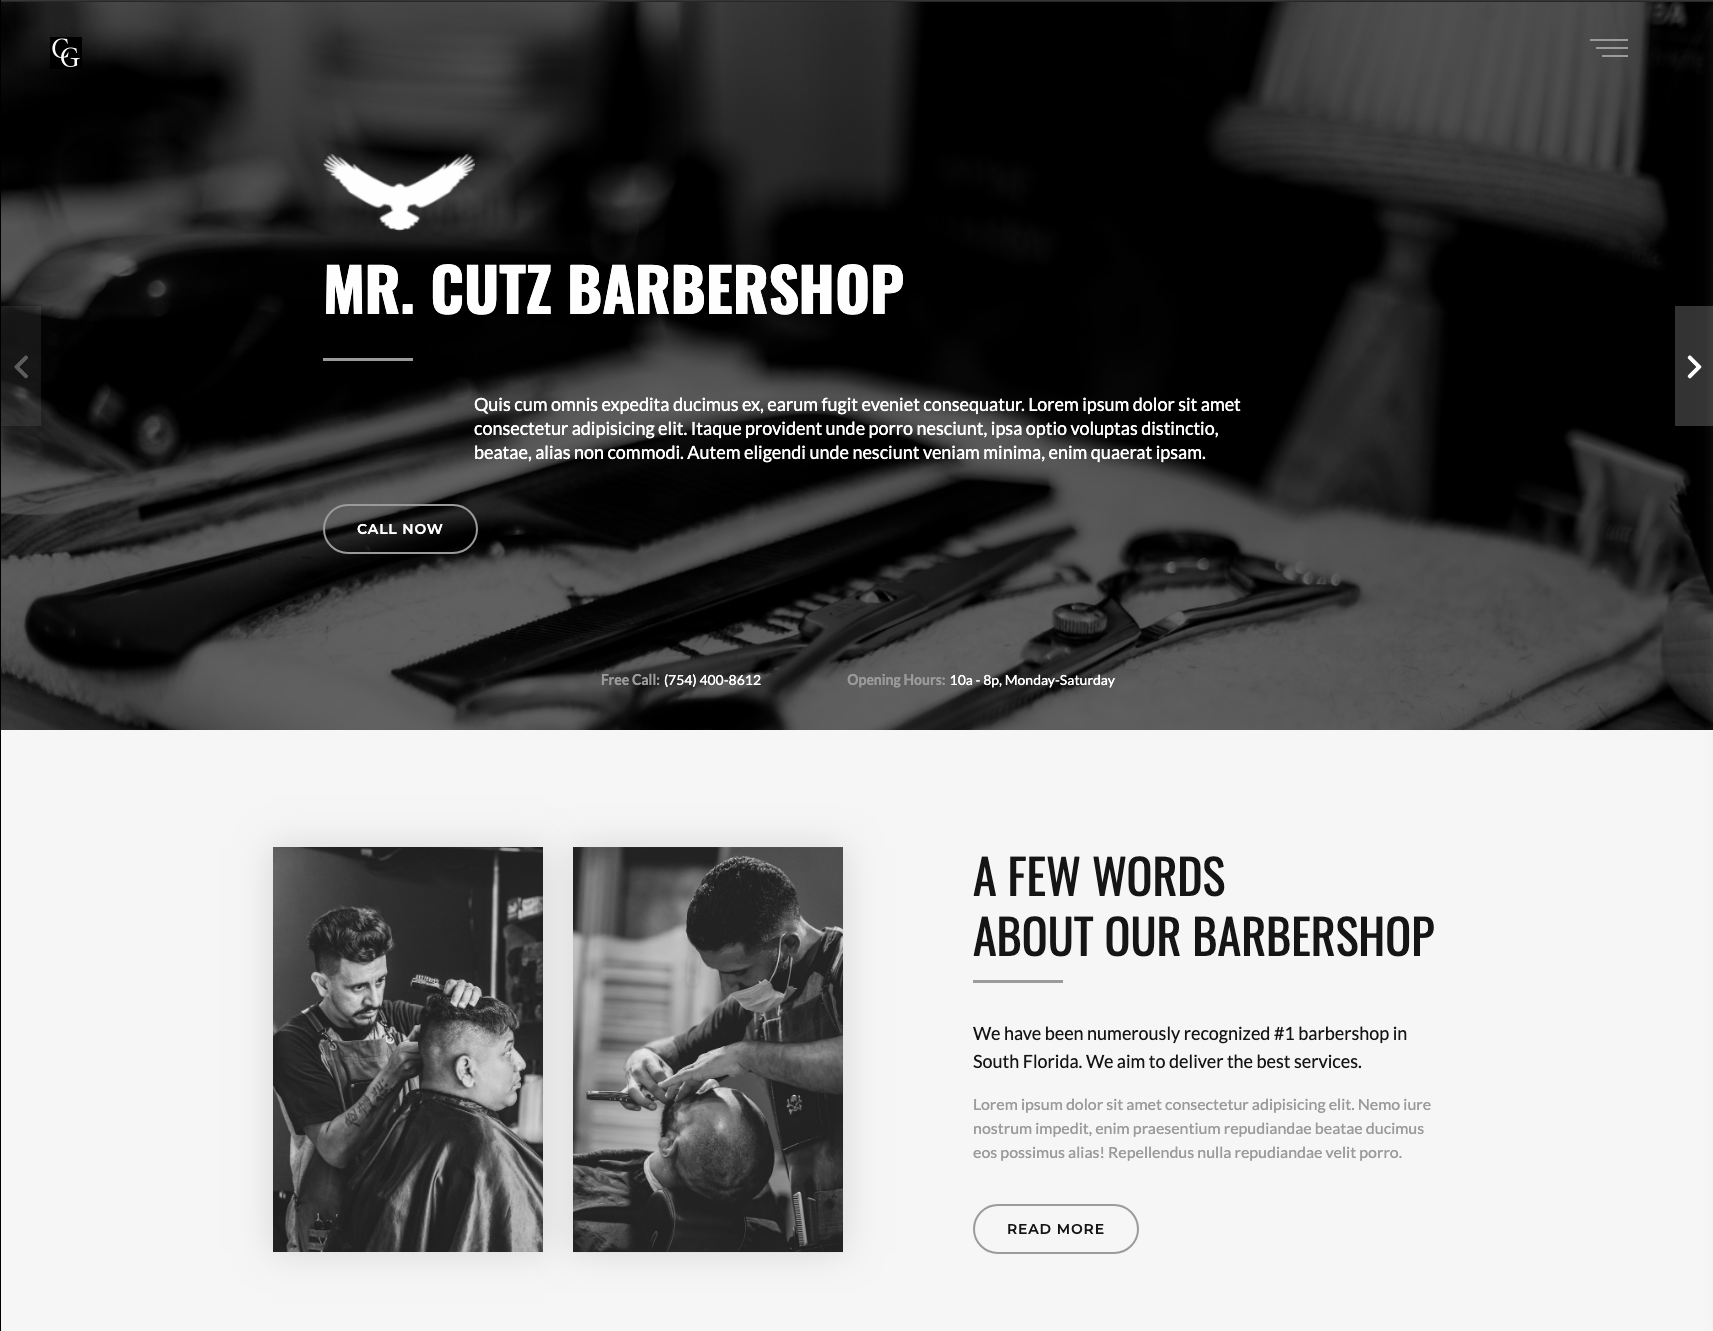 CG
MR. CUTZ BARBERSHOP
Quis cum omnis expedita ducimus ex, earum fugit eveniet consequatur. Lorem ipsum dolor sit amet
consectetur adipisicing elit. Itaque provident unde porro nesciunt, ipsa optio voluptas distinctio,
beatae, alias non commodi. Autem eligendi unde nesciunt veniam minima, enim quaerat ipsam.
CALL NOW
Free Call: (754) 400-8612
Opening Hours: 10a - 8p, Monday-Saturday
A FEW WORDS
ABOUT OUR BARBERSHOP
We have been numerously recognized #1 barbershop in
South Florida. We aim to deliver the best services.
Lorem ipsum dolor sit amet consectetur adipisicing elit. Nemo iure
nostrum impedit, enim praesentium repudiandae beatae ducimus
eos possimus alias! Repellendus nulla repudiandae velit porro.
READ MORE